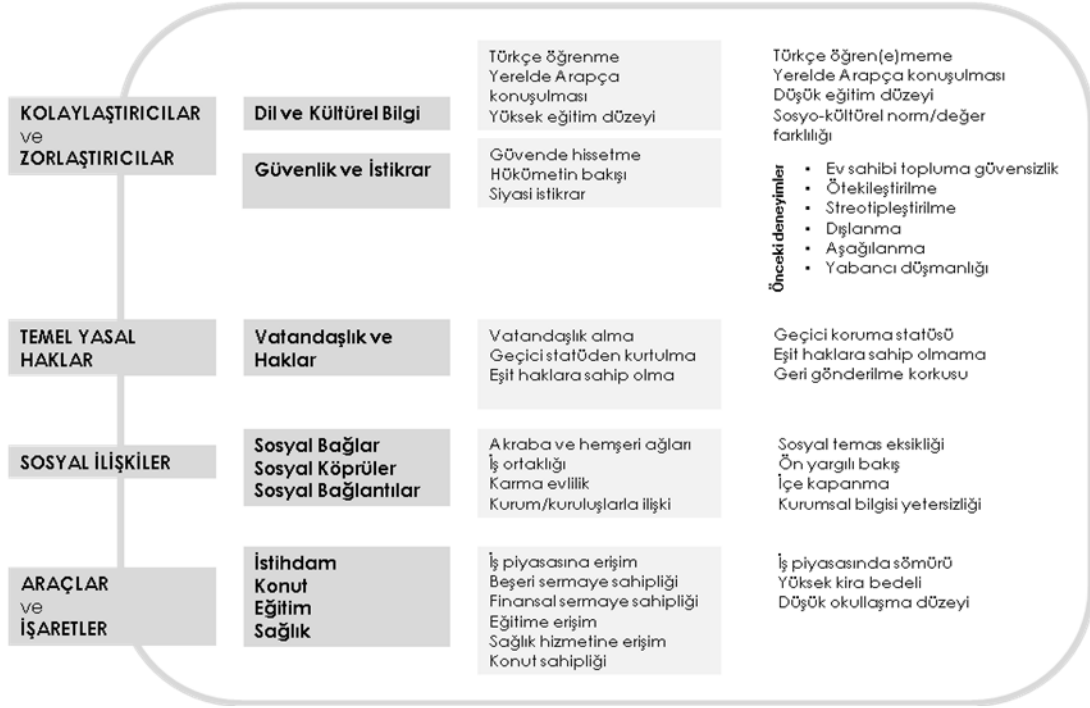 KOLAYLAŞTIRICILAR
ve
ZORLAŞTIRICILAR
Dil ve Kültürel Bilgi
Türkçe öğrenme
Yerelde Arapça
konuşulması
Yüksek eğitim düzeyi
Türkçe öğren(e)meme
Yerelde Arapça konuşulması
Düşük eğitim düzeyi
Sosyo-kültürel norm/değer
farklılığı
Güvenlik ve İstikrar
Güvende hissetme
Hükümetin bakışı
Siyasi istikrar
Önceki deneyimler
▪ Ev sahibi topluma güvensizlik
▪ Ötekileştirilme
▪ Streotipleştirilme
▪ Dışlanma
▪ Aşağılanma
▪ Yabancı düşmanlığı
TEMEL YASAL
HAKLAR
Vatandaşlık ve
Haklar
Vatandaşlık alma
Geçici statüden kurtulma
Eşit haklara sahip olma
Geçici koruma statüsü
Eşit haklara sahip olmama
Geri gönderilme korkusu
SOSYAL İLİŞKİLER
Sosyal Bağlar
Sosyal Köprüler
Sosyal Bağlantılar
Akraba ve hemşeri ağları
İş ortaklığı
Karma evlilik
Kurum/kuruluşlarla ilişki
Sosyal temas eksikliği
Ön yargılı bakış
İçe kapanma
Kurumsal bilgisi yetersizliği
ARAÇLAR
ve
İŞARETLER
İstihdam
Konut
Eğitim
Sağlık
İş piyasasına erişim
Beşeri sermaye sahipliği
Finansal sermaye sahipliği
Eğitime erişim
Sağlık hizmetine erişim
Konut sahipliği
İş piyasasında sömürü
Yüksek kira bedeli
Düşük okullaşma düzeyi